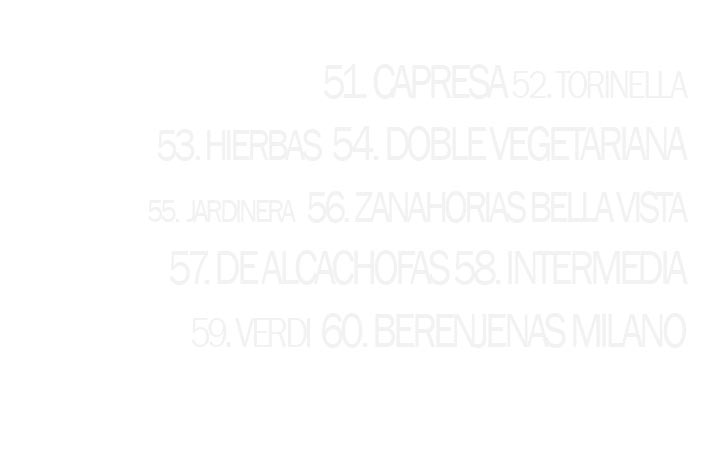 51. CAPRESA 52. TORINELLA
53. HIERBAS 54. DOBLE VEGETARIANA
55. JARDINERA 56. ZANAHORIAS BELLA VISTA
57. DE ALCACHOFAS 58. INTERMEDIA
59. VERDI 60. BERENJENAS MILANO